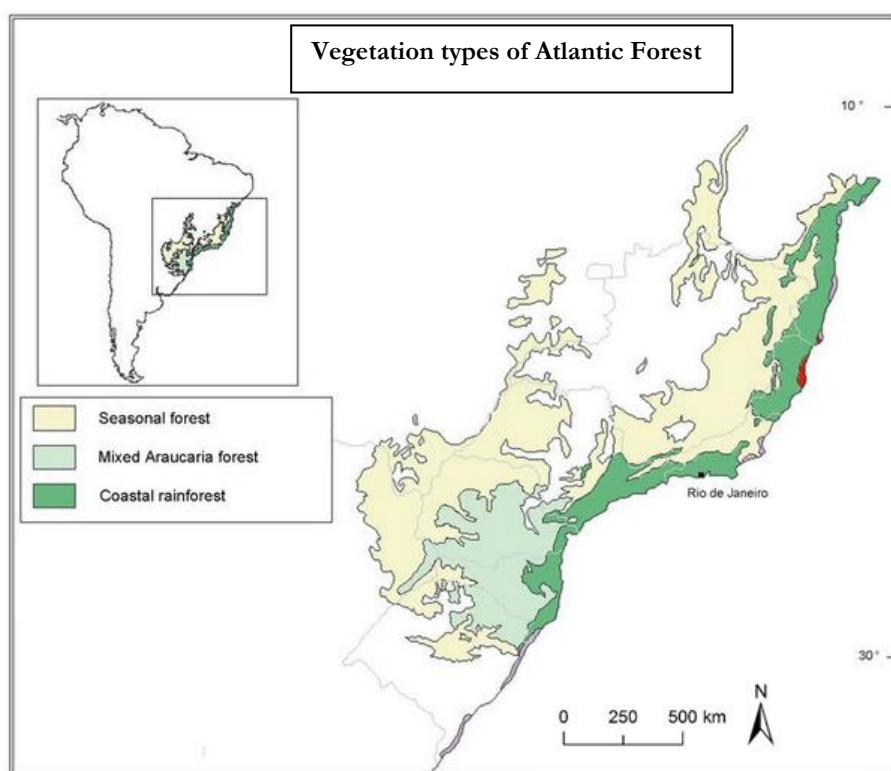 Vegetation types of Atlantic Forest
10°
Seasonal forest
Mixed Araucaria forest
Coastal rainforest
Rio de Janeiro
30°
N
0 250 500 km